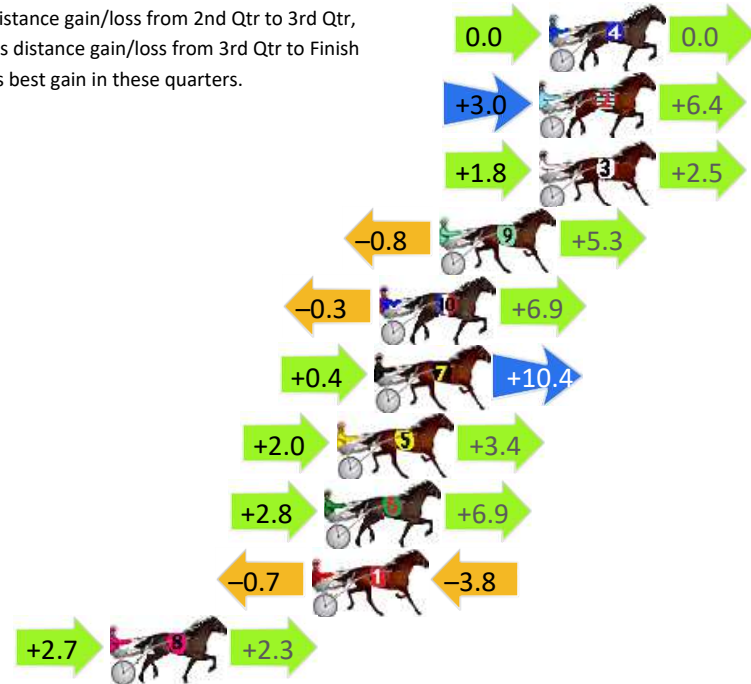 istance gain/loss from 2nd Qtr to 3rd Qtr,
s distance gain/loss from 3rd Qtr to Finish
s best gain in these quarters.
0.0 4 0.0
+3.0 2 +6.4
+1.8 3 +2.5
–0.8 9 +5.3
–0.3 10 +6.9
+0.4 7 +10.4
+2.0 5 +3.4
+2.8 6 +6.9
–0.7 1 –3.8
+2.7 8 +2.3